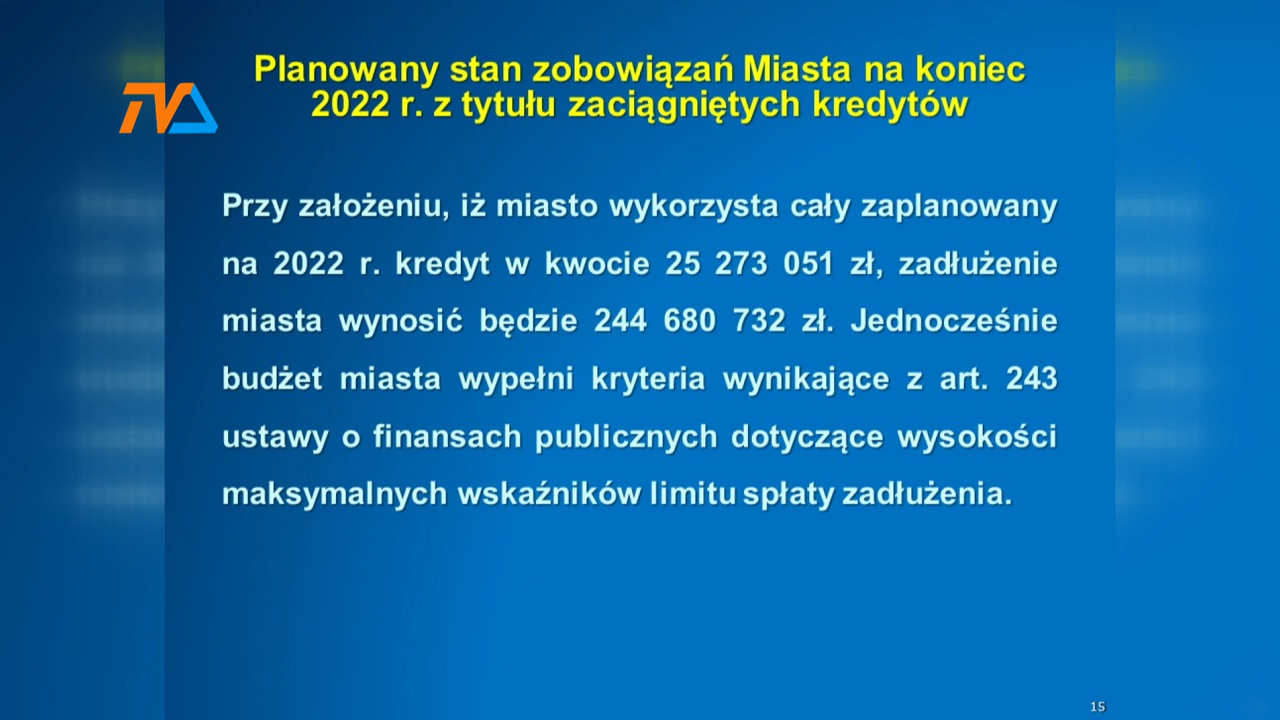 Planowany stan zobowiązań Miasta na koniec
2022 r. z tytułu zaciągniętych kredytów
TVA
Przy założeniu, iż miasto wykorzysta cały zaplanowany
na 2022 r. kredyt w kwocie 25 273 051 zł, zadłużenie
miasta wynosić będzie 244 680 732 zł. Jednocześnie
budżet miasta wypełni kryteria wynikające z art. 243
ustawy o finansach publicznych dotyczące wysokości
maksymalnych wskaźników limitu spłaty zadłużenia.
15